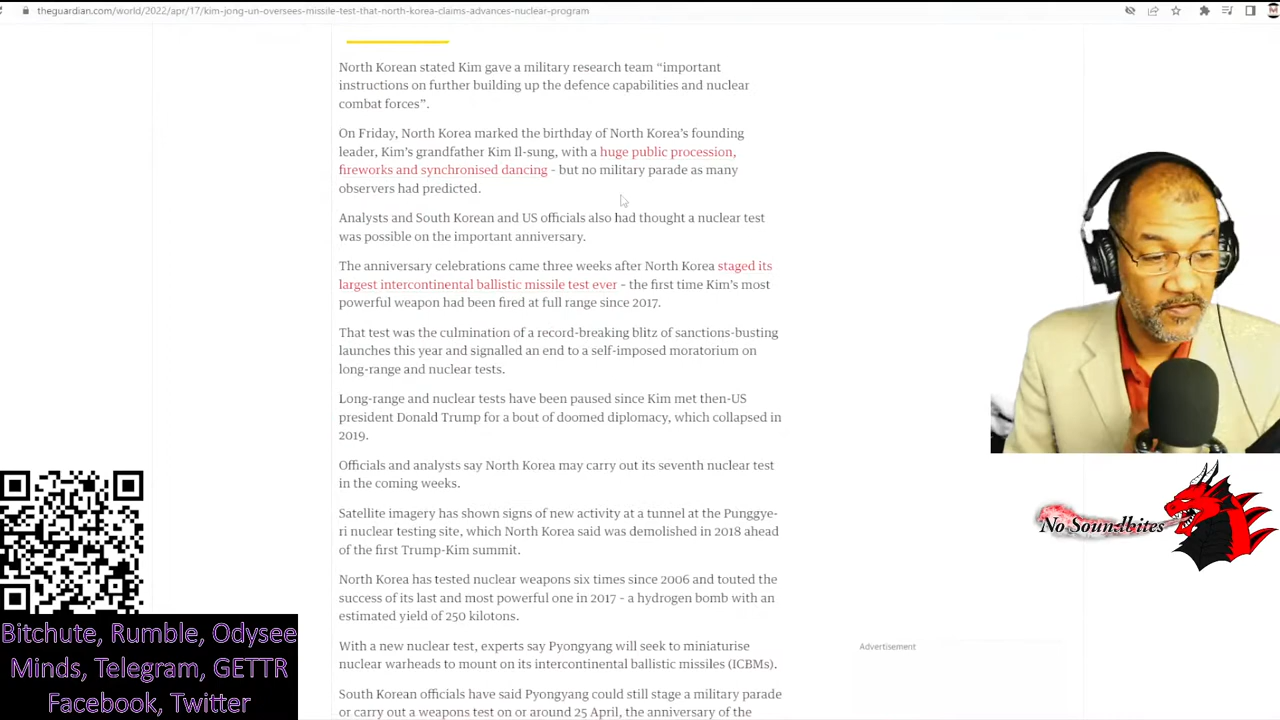 theguardian.com/world/2022/apr/17/kim-jong-un-oversees-missile-test-that-north-korea-claims-advances-nuclear-program
North Korean stated Kim gave a military research team “important
instructions on further building up the defence capabilities and nuclear
combat forces”.
On Friday, North Korea marked the birthday of North Korea’s founding
leader, Kim’s grandfather Kim Il-sung, with a huge public procession,
fireworks and synchronised dancing - but no military parade as many
observers had predicted.
Analysts and South Korean and US officials also had thought a nuclear test
was possible on the important anniversary.
The anniversary celebrations came three weeks after North Korea staged its
largest intercontinental ballistic missile test ever – the first time Kim’s most
powerful weapon had been fired at full range since 2017.
That test was the culmination of a record-breaking blitz of sanctions-busting
launches this year and signalled an end to a self-imposed moratorium on
long-range and nuclear tests.
Long-range and nuclear tests have been paused since Kim met then-US
president Donald Trump for a bout of doomed diplomacy, which collapsed in
2019.
Officials and analysts say North Korea may carry out its seventh nuclear test
in the coming weeks.
Satellite imagery has shown signs of new activity at a tunnel at the Punggye-
ri nuclear testing site, which North Korea said was demolished in 2018 ahead
of the first Trump-Kim summit.
North Korea has tested nuclear weapons six times since 2006 and touted the
success of its last and most powerful one in 2017 – a hydrogen bomb with an
estimated yield of 250 kilotons.
With a new nuclear test, experts say Pyongyang will seek to miniaturise
nuclear warheads to mount on its intercontinental ballistic missiles (ICBMs).
South Korean officials have said Pyongyang could still stage a military parade
or carry out a weapons test on or around 25 April, the anniversary of the
Advertisement
No Soundbites
Bitchute, Rumble, Odysee
Minds, Telegram, GETTR
Facebook, Twitter